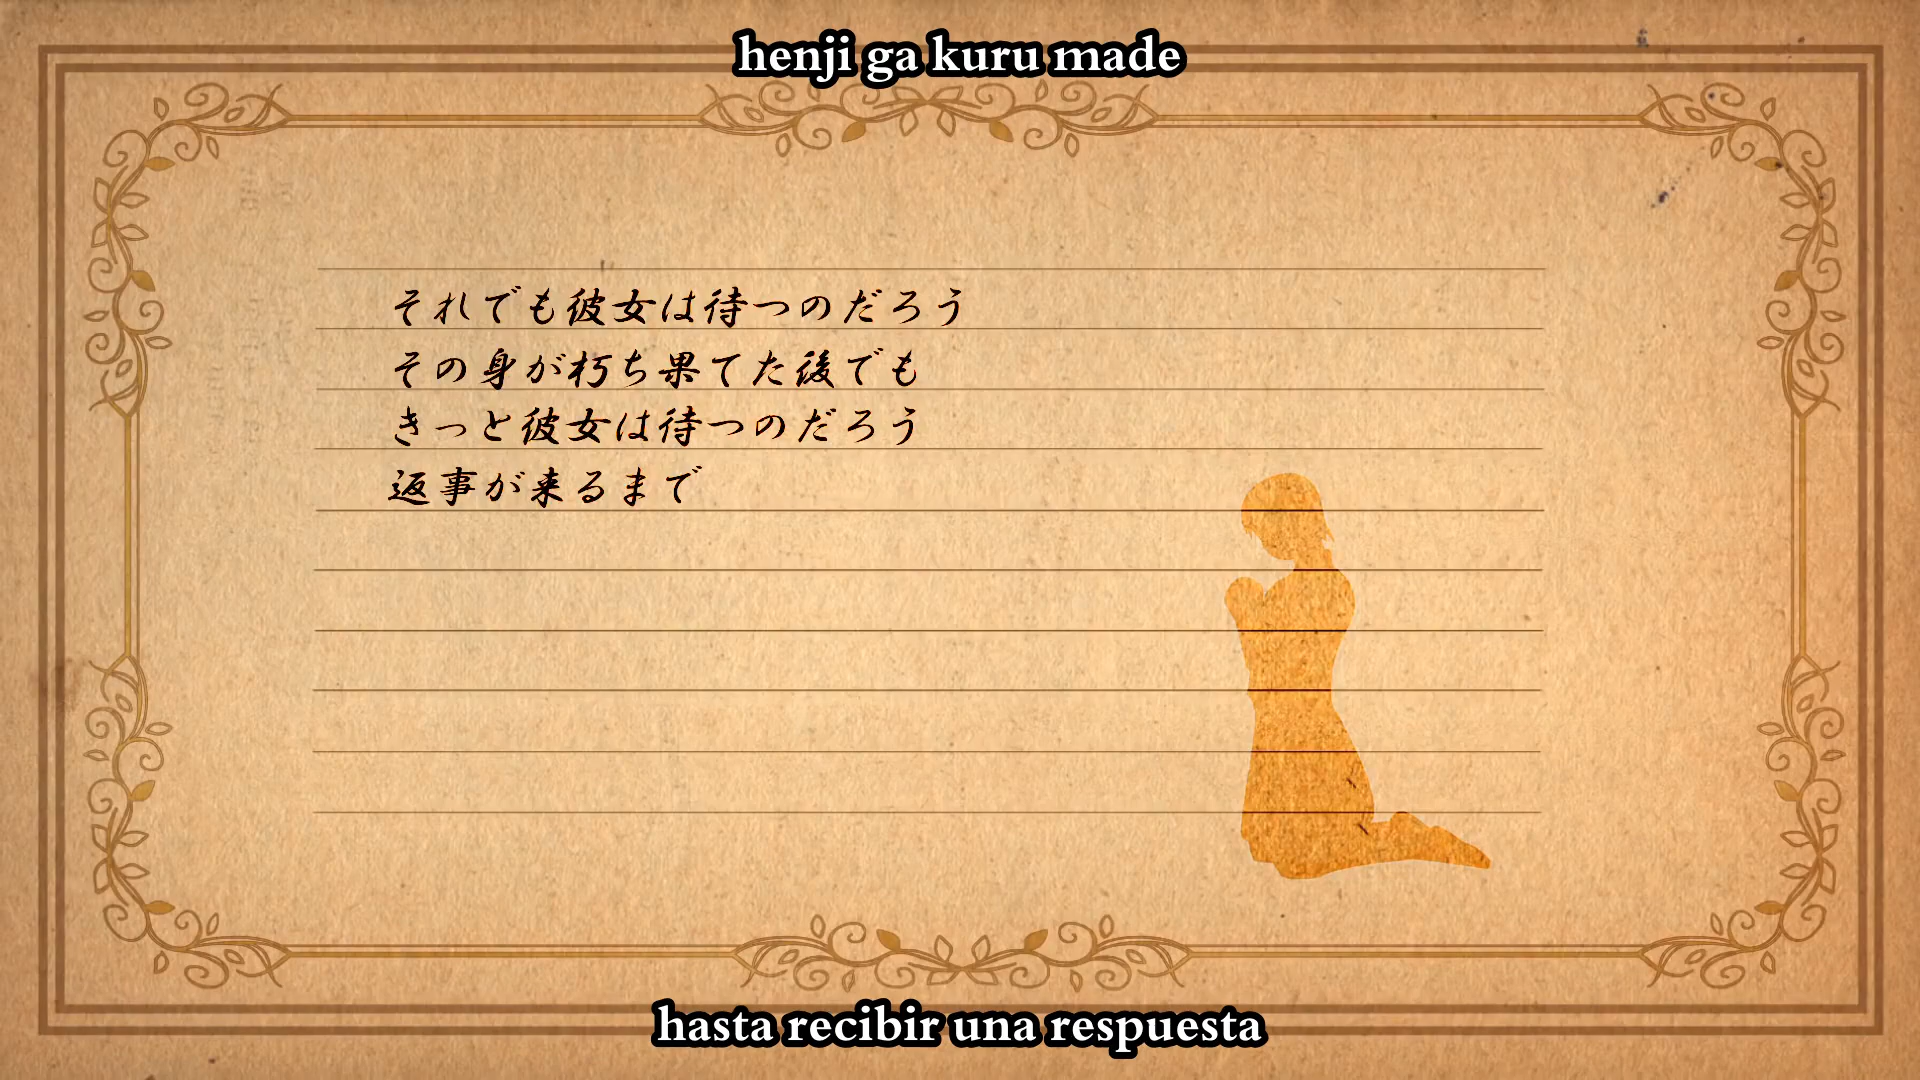 henji ga kuru made
それでも彼女は待つのだろう
その身が朽ち果てた後でも
きっと彼女は待つのだろう
返事が来るまで
hasta recibir una respuesta